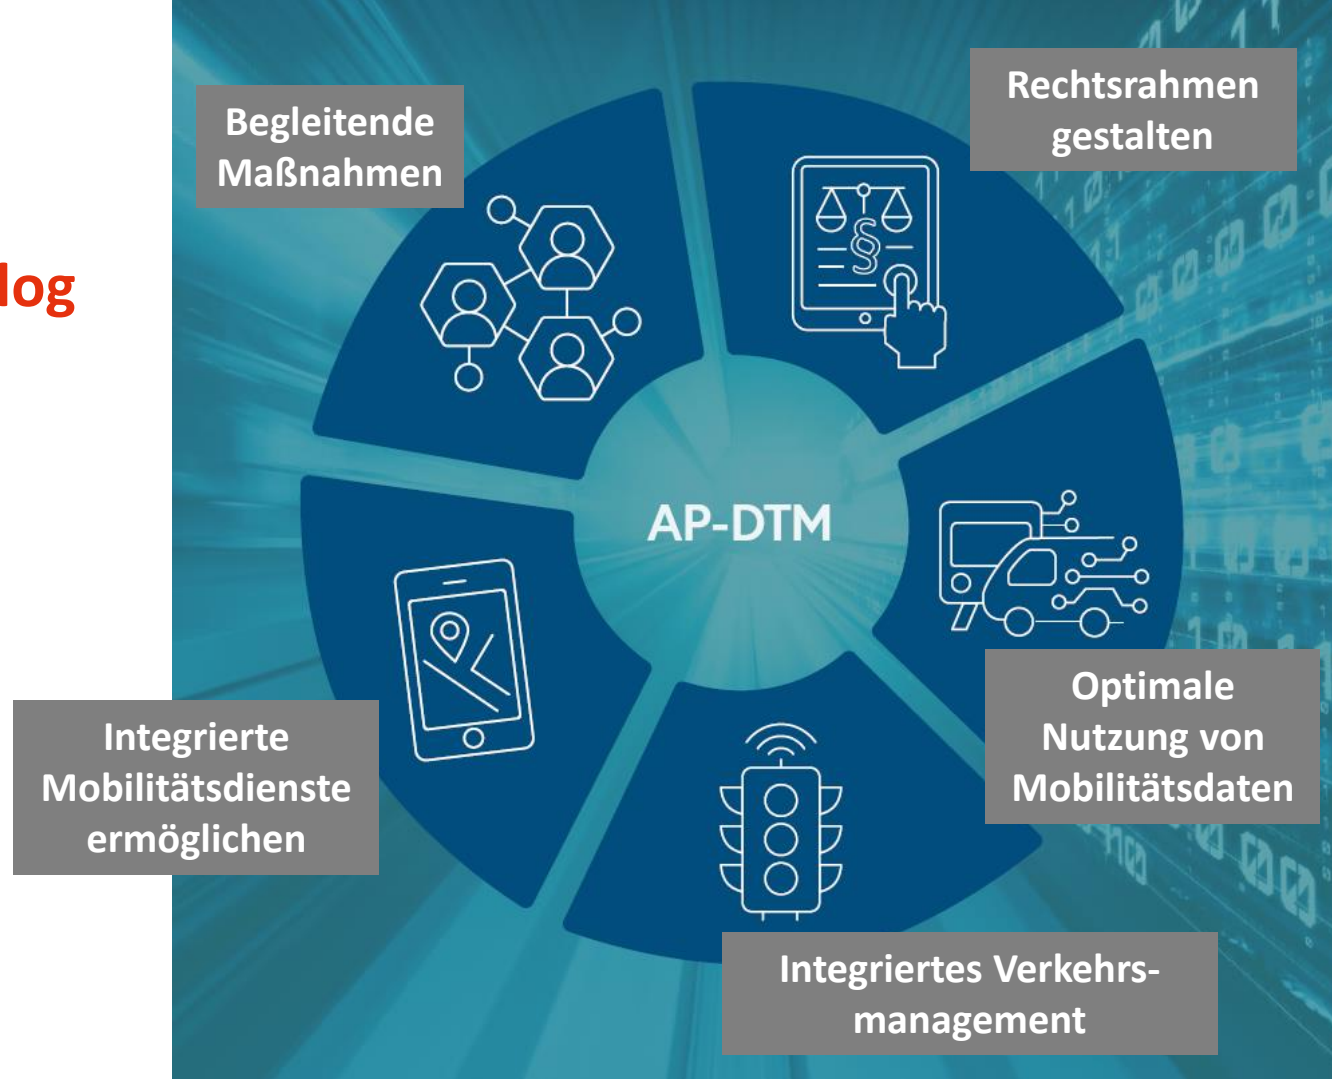 Begleitende
Maßnahmen
Rechtsrahmen
gestalten
log
§
AP-DTM
Optimale
Nutzung von
Mobilitätsdaten
Integrierte
Mobilitätsdienste
ermöglichen
Integriertes Verkehrs-
management